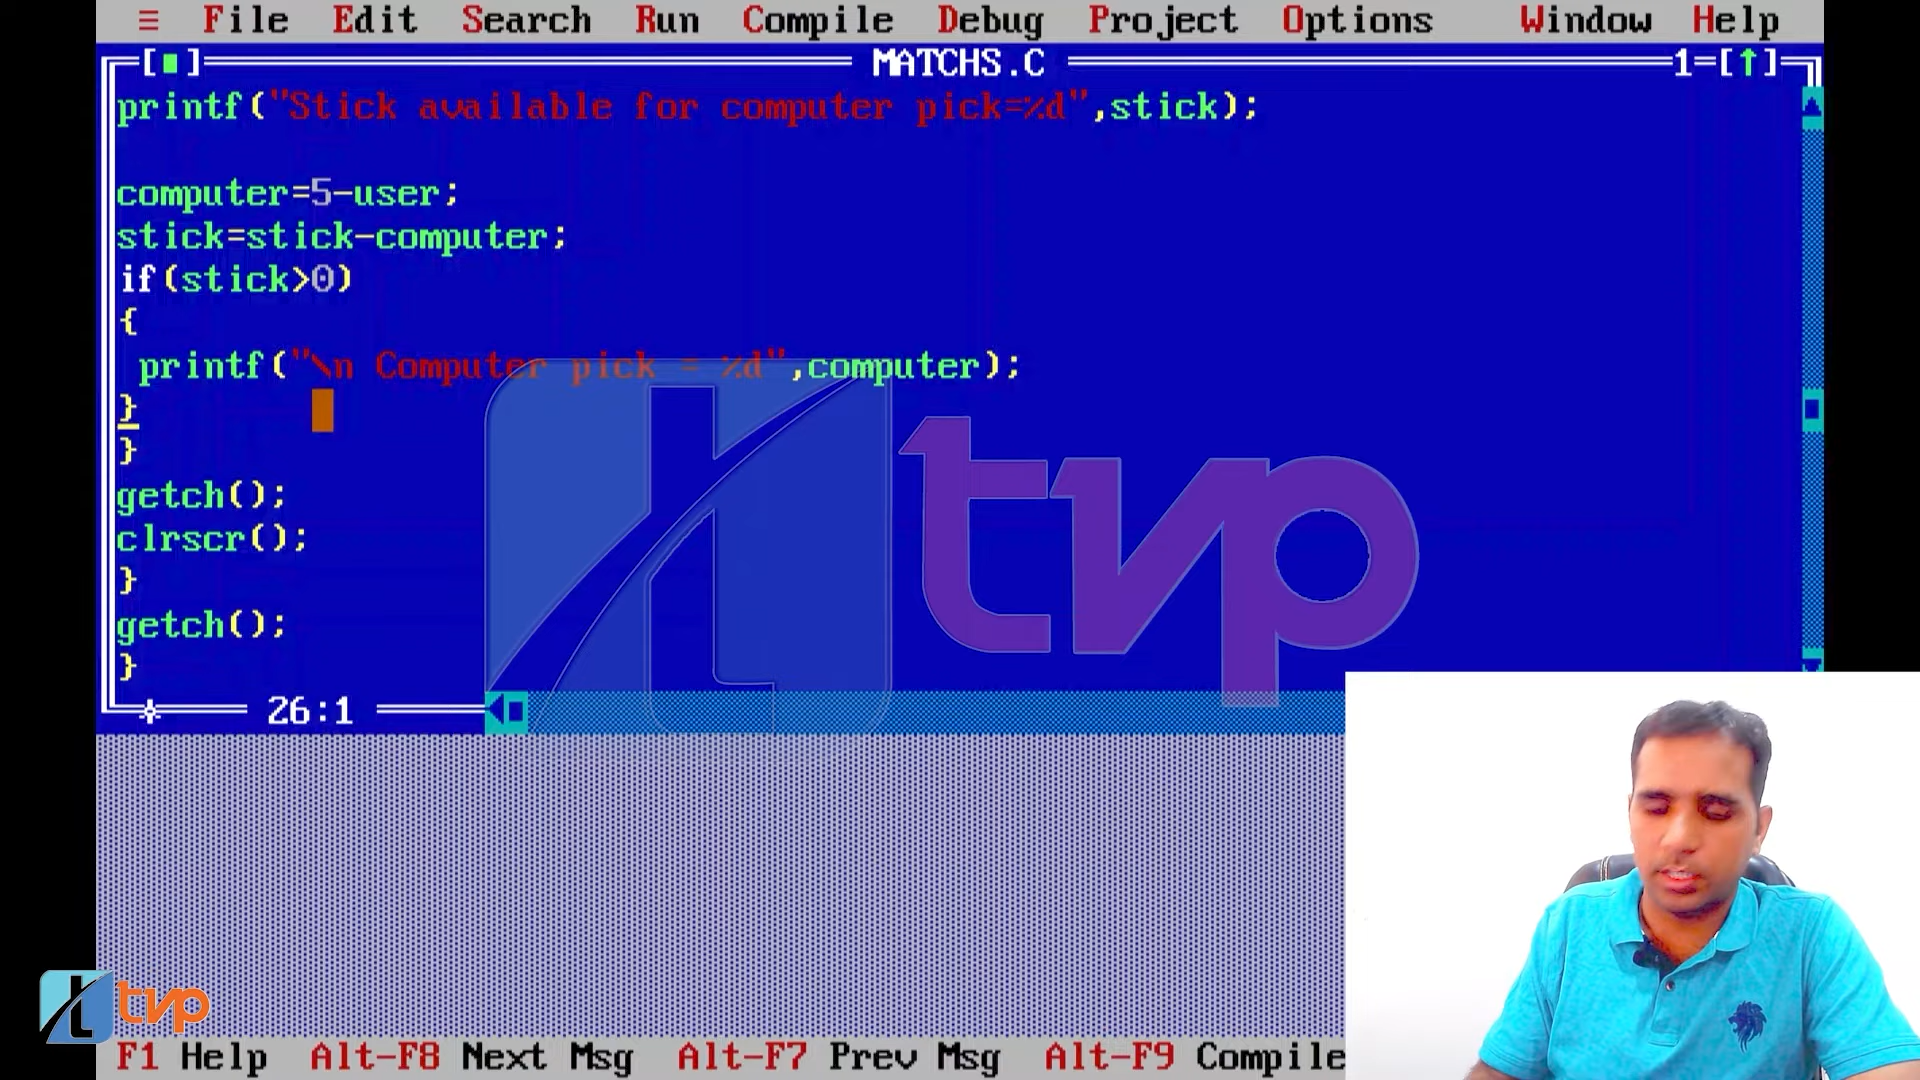 ≡ File Edit Search Run Compile Debug Project Options Window Help
[■] MATCHS.C 1=[↑]
printf("Stick available for computer pick=%d",stick);
computer=5-user;
stick=stick-computer;
if(stick>0)
{
printf("\n Computer pick = %d",computer);
}
}
getch();
clrscr();
}
getch();
}
26:1
tvp
tvp
F1 Help Alt-F8 Next Msg Alt-F7 Prev Msg Alt-F9 Compile